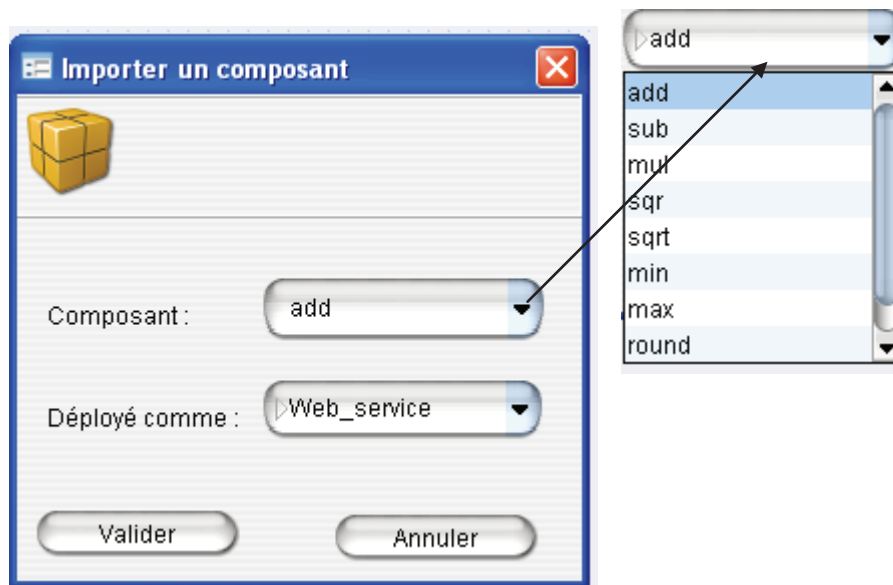 Importer un composant
Composant :
add
Déployé comme :
Web_service
Valider
Annuler
add
add
sub
mul
sqr
sqrt
min
max
round